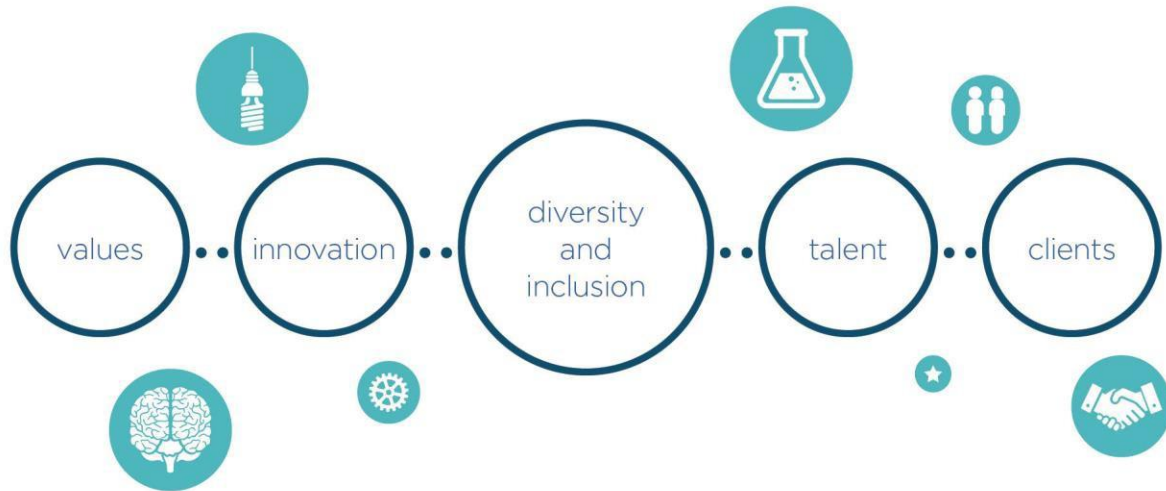 values
innovation
diversity
and
inclusion
talent
clients